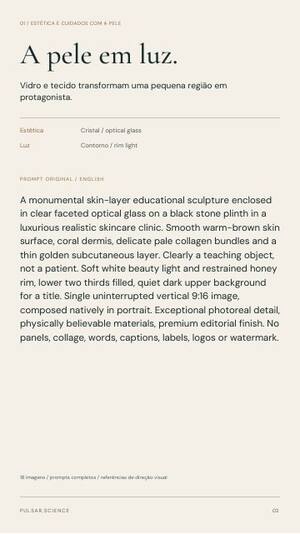 01 / ESTÉTICA E CUIDADOS COM A PELE
A pele em luz.
Vidro e tecido transformam uma pequena região em
protagonista.
Estética Cristal / optical glass
Luz Contorno / rim light
PROMPT ORIGINAL / ENGLISH
A monumental skin-layer educational sculpture enclosed
in clear faceted optical glass on a black stone plinth in a
luxurious realistic skincare clinic. Smooth warm-brown skin
surface, coral dermis, delicate pale collagen bundles and a
thin golden subcutaneous layer. Clearly a teaching object,
not a patient. Soft white beauty light and restrained honey
rim, lower two thirds filled, quiet dark upper background
for a title. Single uninterrupted vertical 9:16 image,
composed natively in portrait. Exceptional photoreal detail,
physically believable materials, premium editorial finish. No
panels, collage, words, captions, labels, logos or watermark.
18 imagens / prompts completos / referências de direção visual
PULSAR.SCIENCE